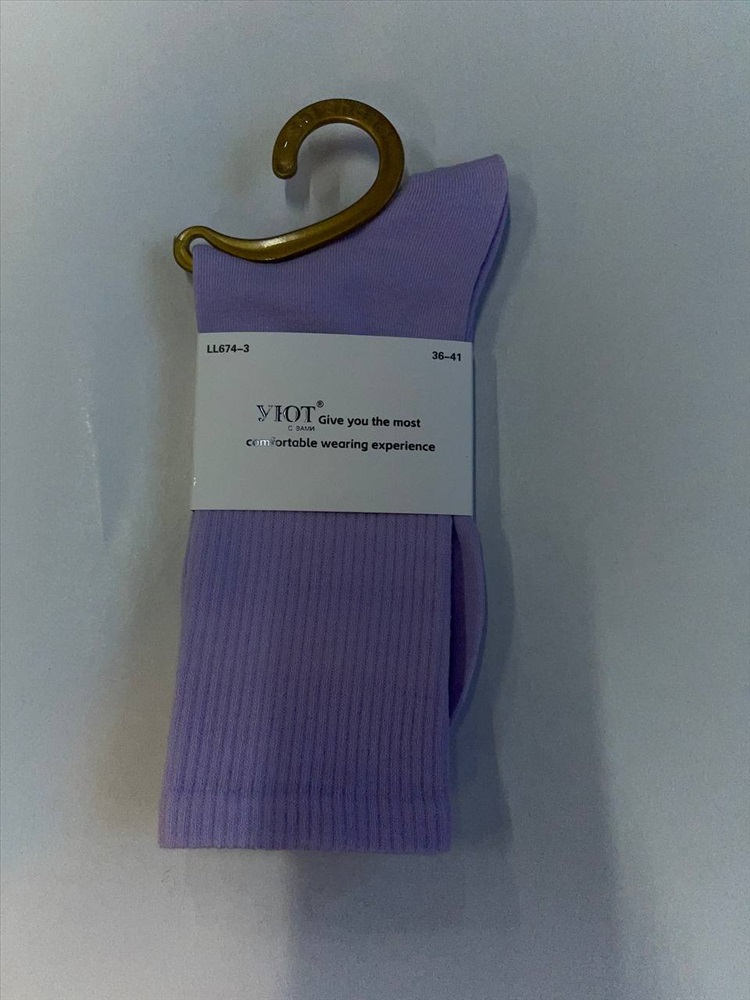 LL674-3 36-41
УЮТ® Give you the most
С ВАМИ
comfortable wearing experience